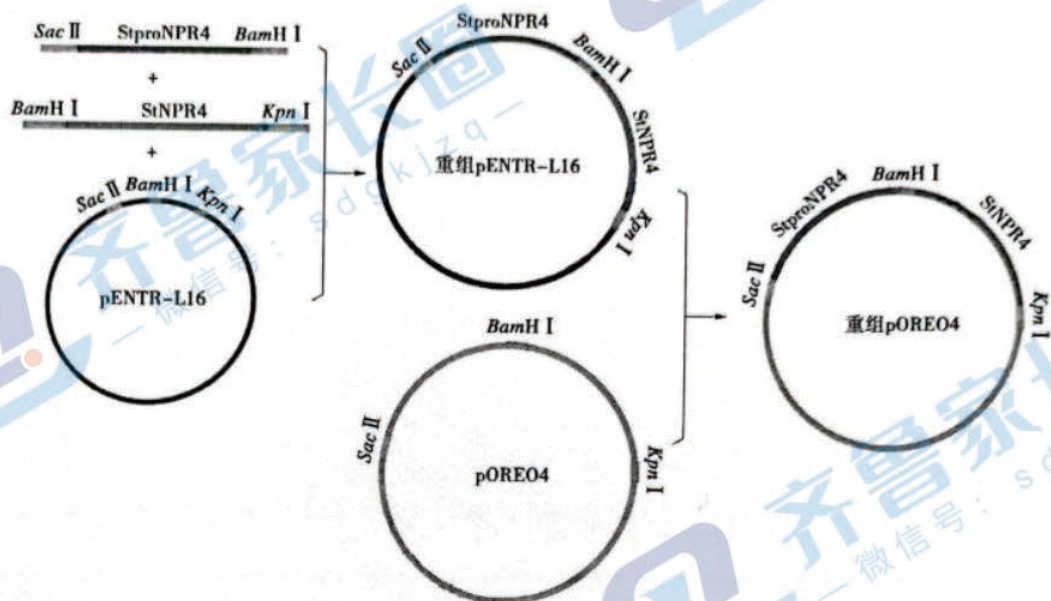 Sac Ⅱ StproNPR4 BamH Ⅰ
+
BamH Ⅰ StNPR4 Kpn Ⅰ
+
Sac Ⅱ BamH Ⅰ Kpn Ⅰ
pENTR-L16
StproNPR4
Sac Ⅱ BamH Ⅰ
StNPR4
重组pENTR-L16
Kpn Ⅰ
BamH Ⅰ
Sac Ⅱ
Kpn Ⅰ
pOREO4
BamH Ⅰ
StproNPR4 StNPR4
Sac Ⅱ
Kpn Ⅰ
重组pOREO4
齐鲁家长圈
微信号：sdgkjzq
齐鲁家
微信号：sd